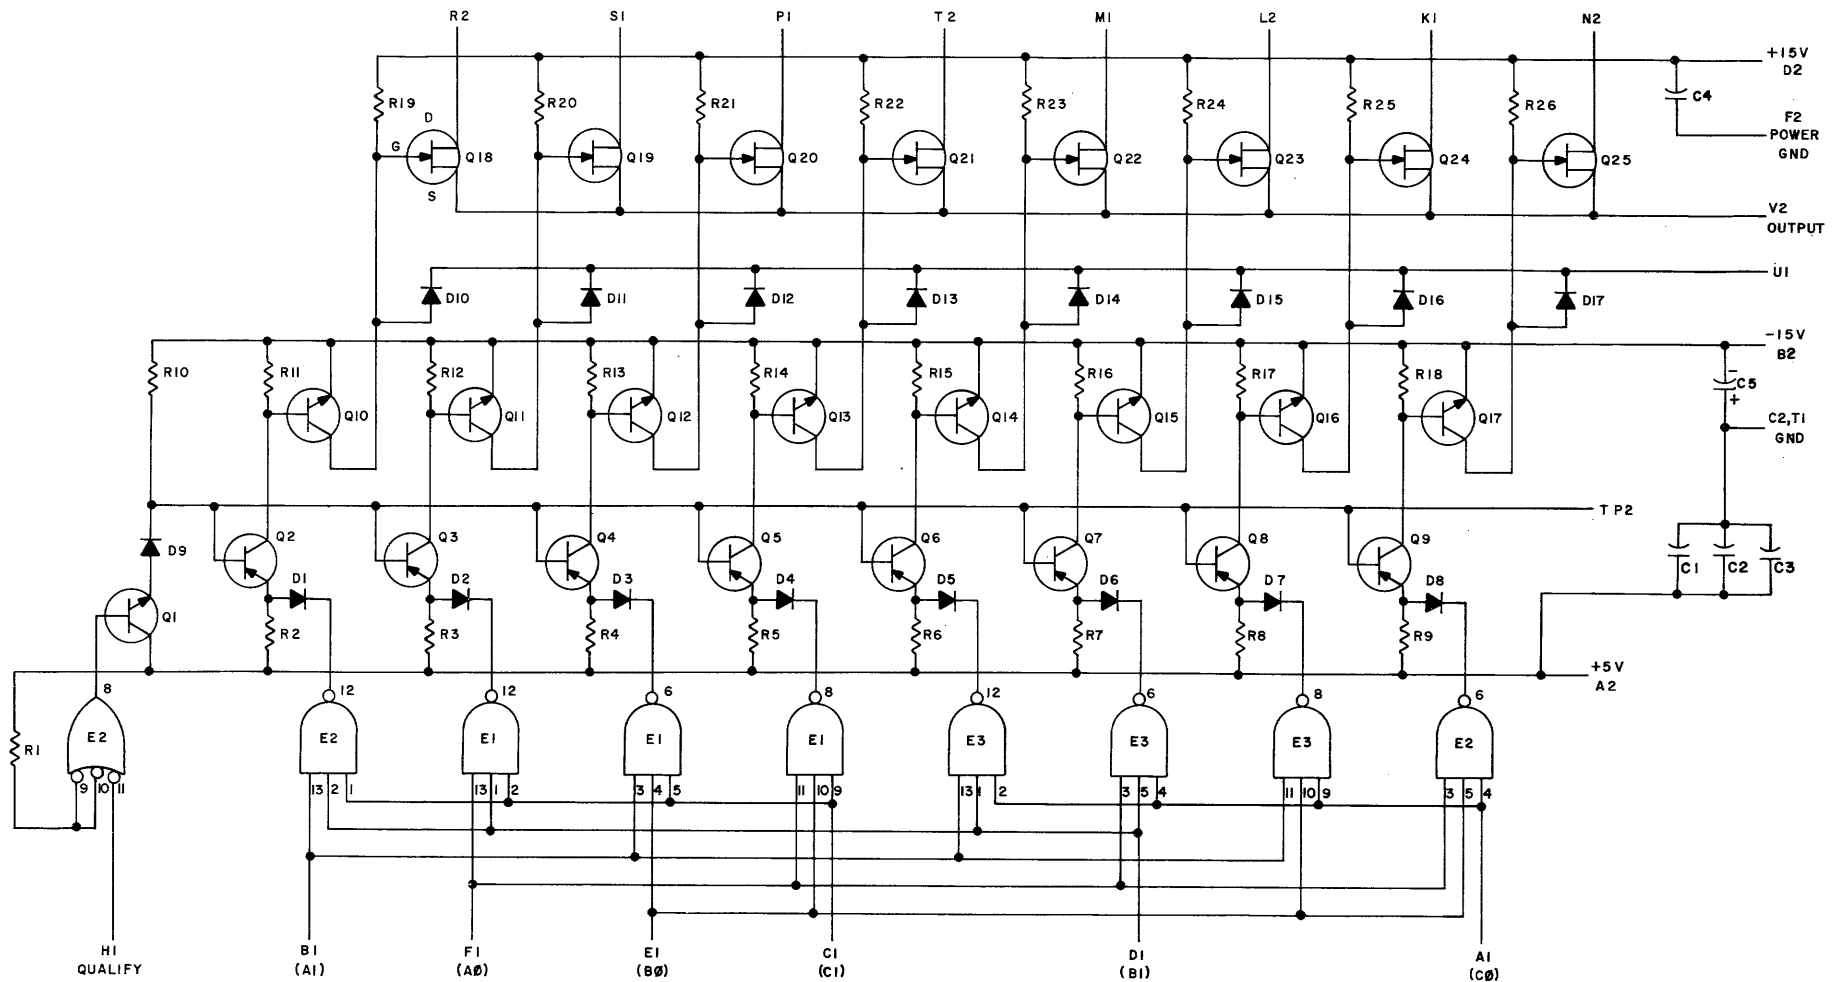 R2 S1 P1 T2 M1 L2 K1 N2
+15V
D2
R19 R20 R21 R22 R23 R24 R25 R26 C4
D
F2
POWER
GND
G Q18 Q19 Q20 Q21 Q22 Q23 Q24 Q25
S
V2
OUTPUT
U1
D10 D11 D12 D13 D14 D15 D16 D17
-15V
B2
R10 R11 R12 R13 R14 R15 R16 R17 R18
- C5
+
Q10 Q11 Q12 Q13 Q14 Q15 Q16 Q17
C2,T1
GND
TP2
D9 Q2 Q3 Q4 Q5 Q6 Q7 Q8 Q9
C1 C2 C3
D1 D2 D3 D4 D5 D6 D7 D8
Q1 R2 R3 R4 R5 R6 R7 R8 R9
+5V
A2
8 12 12 6 8 12 6 8 6
R1 E2 E2 E1 E1 E1 E3 E3 E3 E2
9 10 11 13 2 1 13 1 2 3 4 5 11 10 9 13 1 2 3 5 4 11 10 9 3 5 4
H1 B1 F1 E1 C1 D1 A1
QUALIFY (A1) (AØ) (BØ) (C1) (B1) (CØ)